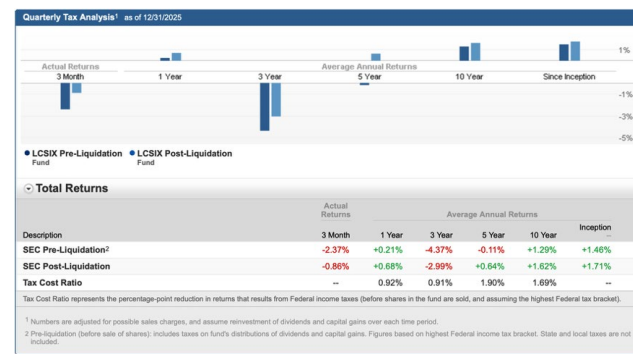 Quarterly Tax Analysis¹ as of 12/31/2025
1%
Actual Returns Average Annual Returns
3 Month 1 Year 3 Year 5 Year 10 Year Since Inception
-1%
-3%
-5%
LCSIX Pre-Liquidation LCSIX Post-Liquidation
Fund Fund
Total Returns
Actual
Returns Average Annual Returns
Description 3 Month 1 Year 3 Year 5 Year 10 Year Inception
--
SEC Pre-Liquidation² -2.37% +0.21% -4.37% -0.11% +1.29% +1.46%
SEC Post-Liquidation -0.86% +0.68% -2.99% +0.64% +1.62% +1.71%
Tax Cost Ratio -- 0.92% 0.91% 1.90% 1.69% --
Tax Cost Ratio represents the percentage-point reduction in returns that results from Federal income taxes (before shares in the fund are sold, and assuming the highest Federal tax bracket).
¹ Numbers are adjusted for possible sales charges, and assume reinvestment of dividends and capital gains over each time period.
² Pre-liquidation (before sale of shares): includes taxes on fund's distributions of dividends and capital gains. Figures based on highest Federal income tax bracket. State and local taxes are not
included.